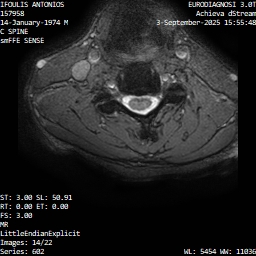 IFOULIS ANTONIOS
157958
14-January-1974 M
C SPINE
smFFE SENSE
EURODIAGNOSI 3.0T
Achieva dStream
3-September-2025 15:55:48
ST: 3.00 SL: 50.91
RT: 0.00 ET: 0.00
FS: 3.00
MR
LittleEndianExplicit
Images: 14/22
Series: 602
WL: 5454 WW: 11036